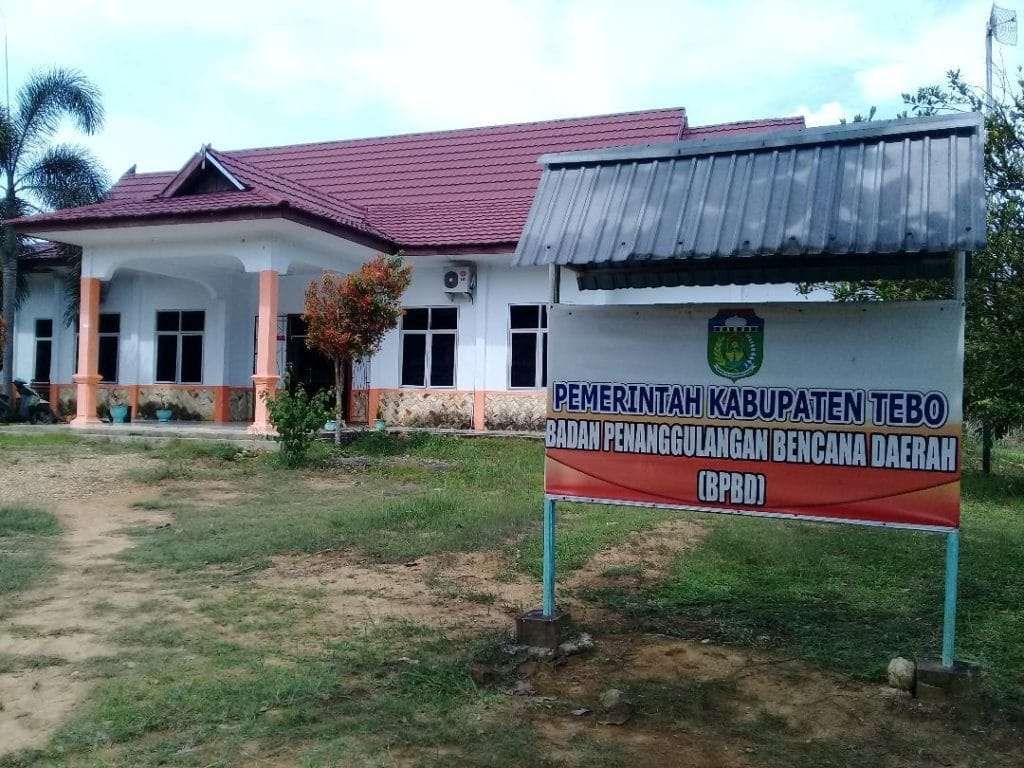 PEMERINTAH KABUPATEN TEBO
BADAN PENANGGULANGAN BENCANA DAERAH
(BPBD)